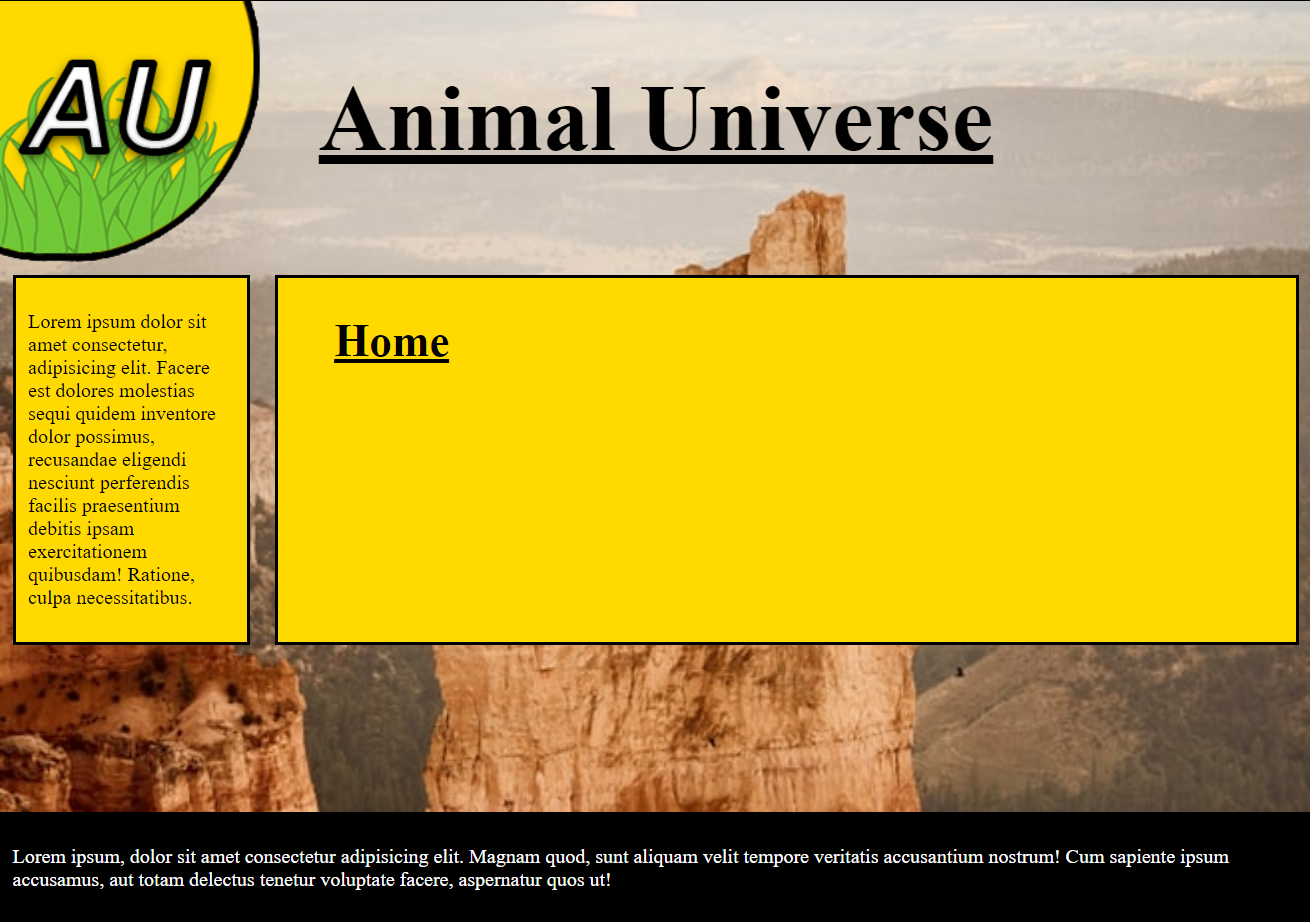 AU
Animal Universe
Lorem ipsum dolor sit
amet consectetur,
adipisicing elit. Facere
est dolores molestias
sequi quidem inventore
dolor possimus,
recusandae eligendi
nesciunt perferendis
facilis praesentium
debitis ipsam
exercitationem
quibusdam! Ratione,
culpa necessitatibus.
Home
Lorem ipsum, dolor sit amet consectetur adipisicing elit. Magnam quod, sunt aliquam velit tempore veritatis accusantium nostrum! Cum sapiente ipsum
accusamus, aut totam delectus tenetur voluptate facere, aspernatur quos ut!